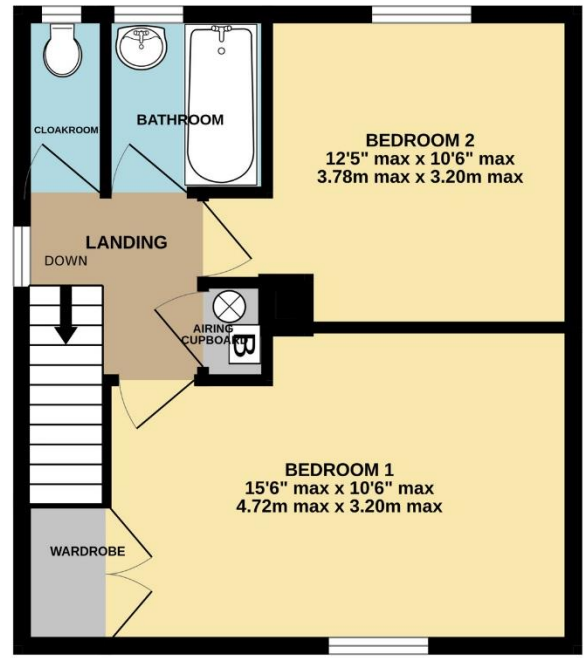 CLOAKROOM
BATHROOM
BEDROOM 2
12'5" max x 10'6" max
3.78m max x 3.20m max
LANDING
DOWN
AIRING
CUPBOARD
B
BEDROOM 1
15'6" max x 10'6" max
4.72m max x 3.20m max
WARDROBE